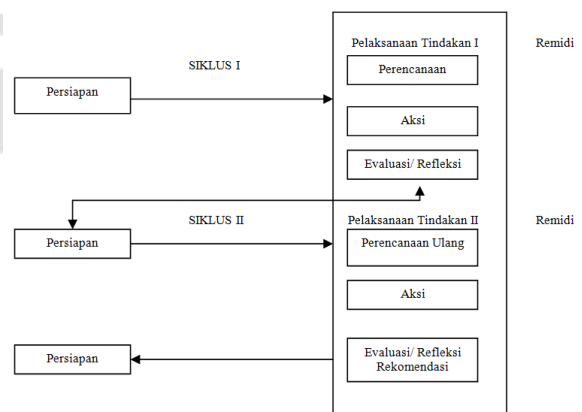 Pelaksanaan Tindakan I
Remidi
SIKLUS I
Perencanaan
Persiapan
Aksi
Evaluasi/ Refleksi
SIKLUS II
Pelaksanaan Tindakan II
Remidi
Persiapan
Perencanaan Ulang
Aksi
Persiapan
Evaluasi/ Refleksi
Rekomendasi